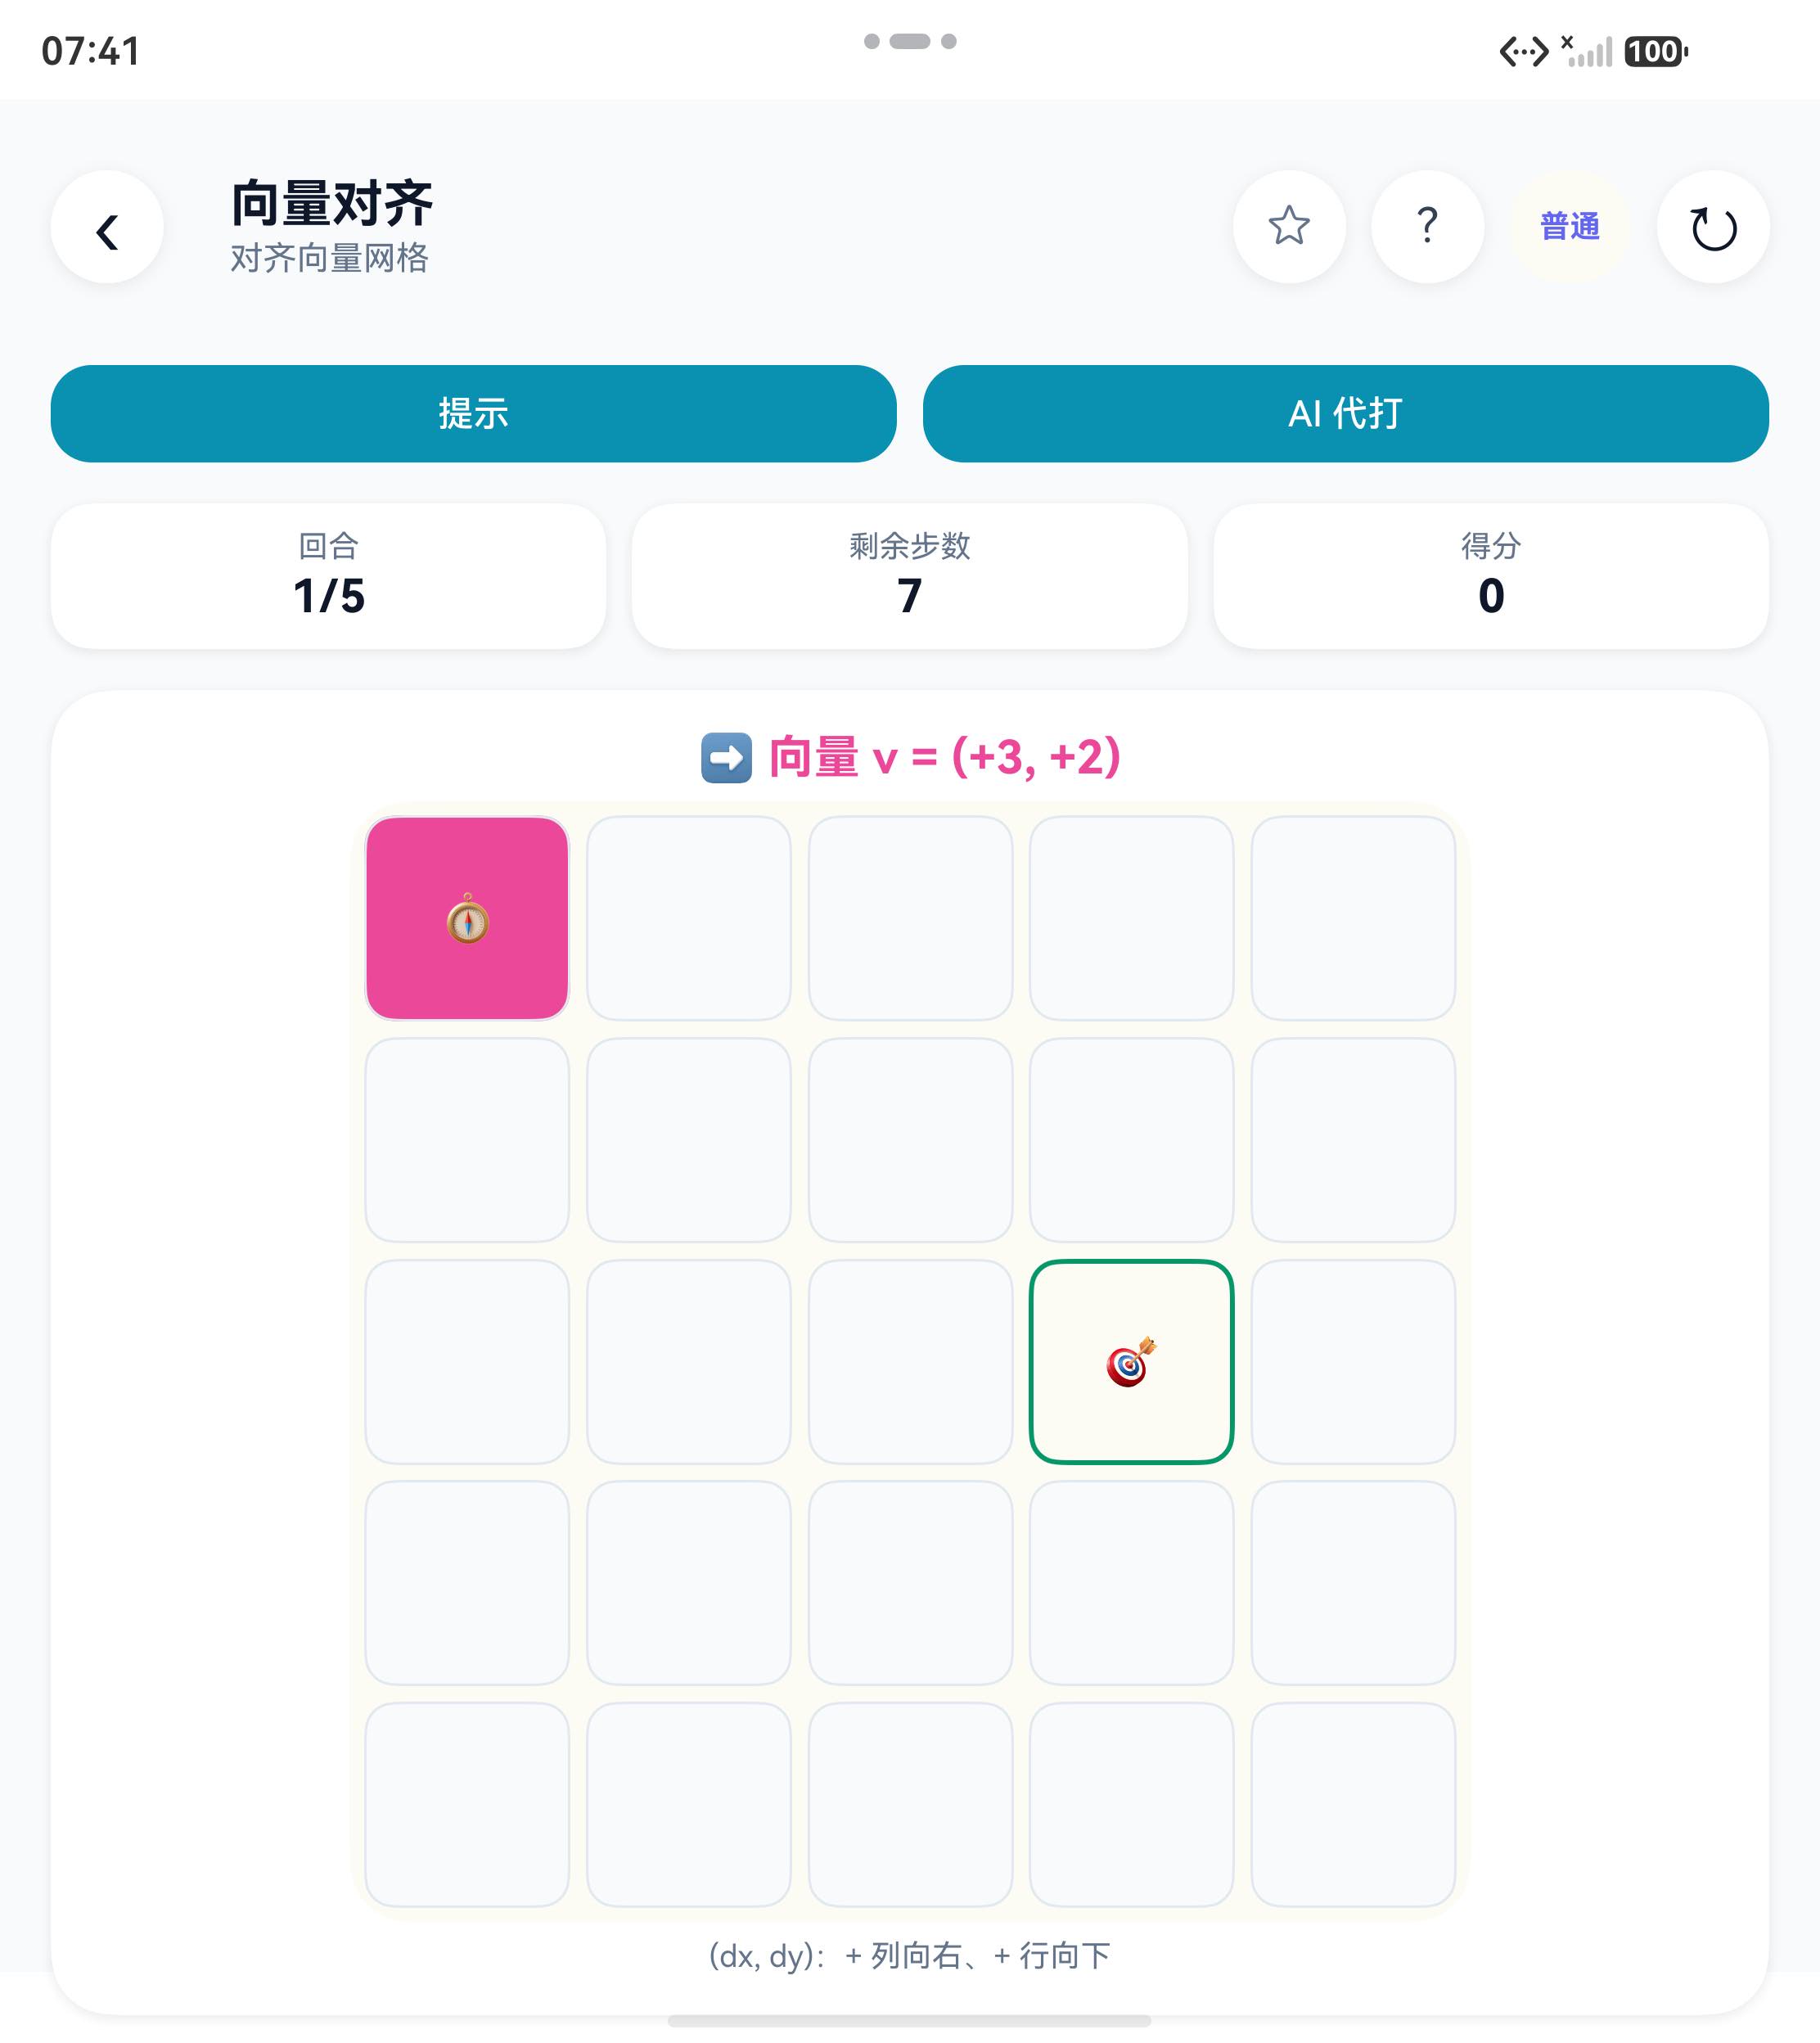 07:41
100
向量对齐
对齐向量网格
?
普通
提示
AI 代打
回合
1/5
剩余步数
7
得分
0
向量 v = (+3, +2)
(dx, dy)： + 列向右、+ 行向下